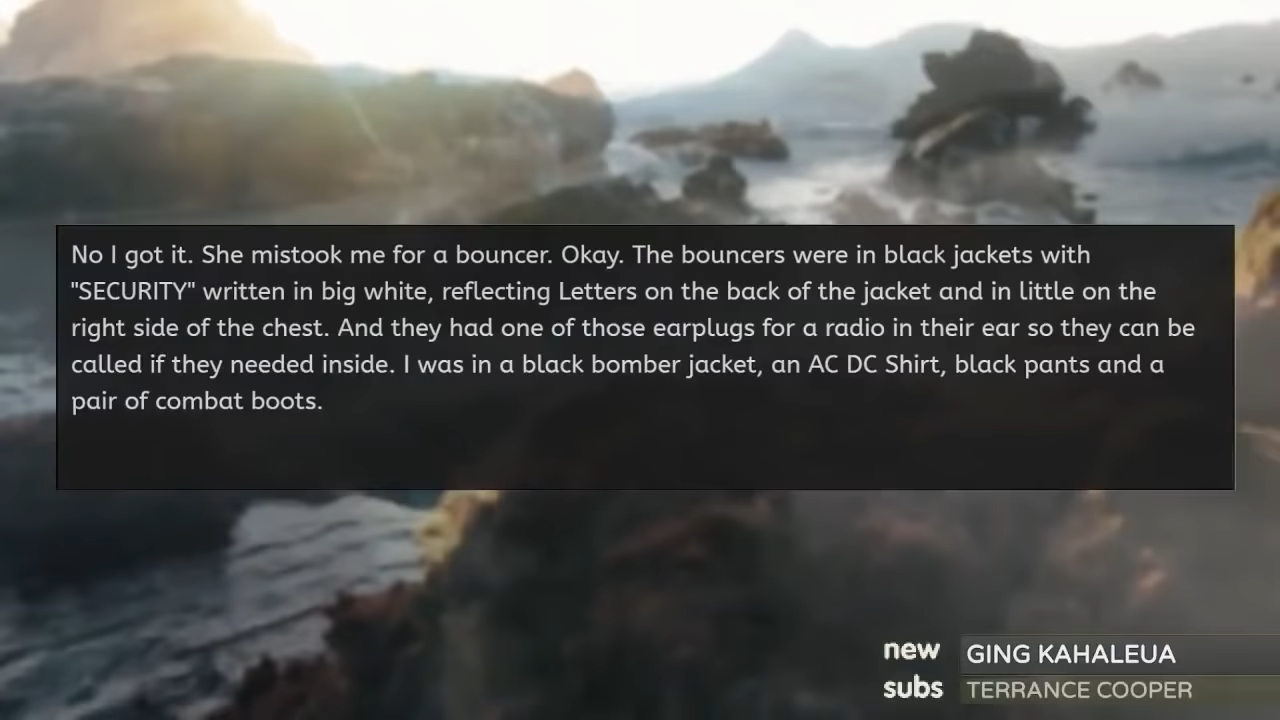 No I got it. She mistook me for a bouncer. Okay. The bouncers were in black jackets with
"SECURITY" written in big white, reflecting Letters on the back of the jacket and in little on the
right side of the chest. And they had one of those earplugs for a radio in their ear so they can be
called if they needed inside. I was in a black bomber jacket, an AC DC Shirt, black pants and a
pair of combat boots.
new GING KAHALEUA
subs TERRANCE COOPER